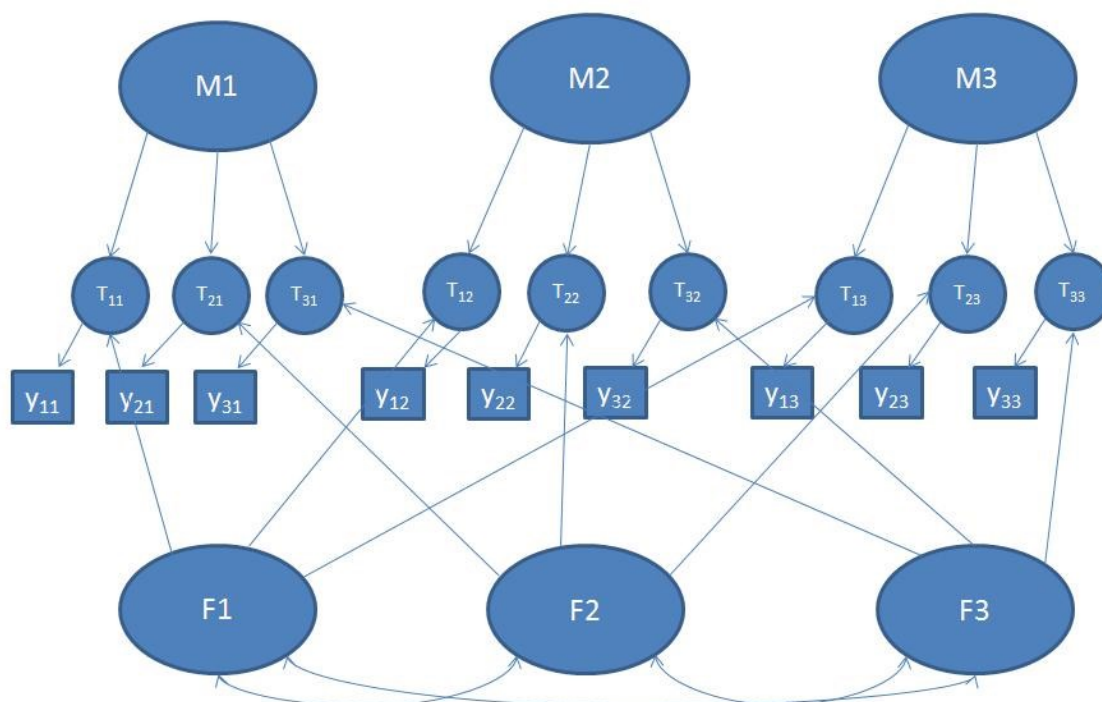 M1 M2 M3
T₁₁ T₂₁ T₃₁ T₁₂ T₂₂ T₃₂ T₁₃ T₂₃ T₃₃
y₁₁ y₂₁ y₃₁ y₁₂ y₂₂ y₃₂ y₁₃ y₂₃ y₃₃
F1 F2 F3